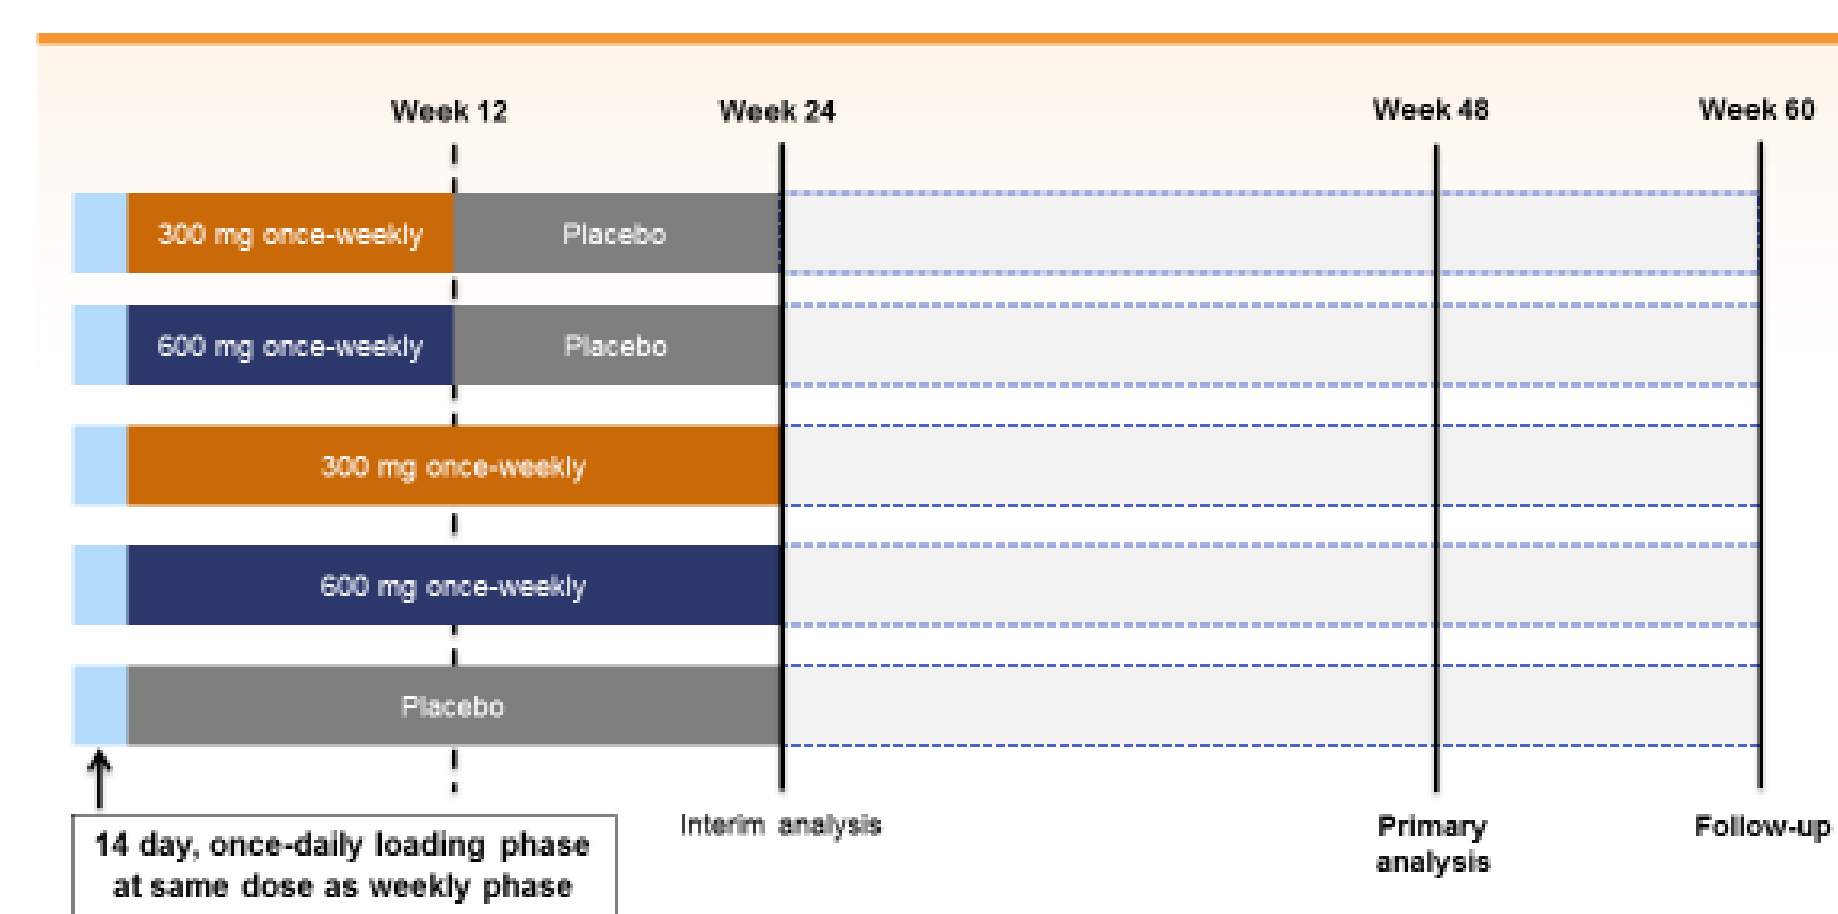 Week 12
Week 24
Week 48
Week 60
300 mg once-weekly
Placebo
600 mg once-weekly
Placebo
300 mg once-weekly
600 mg once-weekly
Placebo
14 day, once-daily loading phase
at same dose as weekly phase
Interim analysis
Primary
analysis
Follow-up